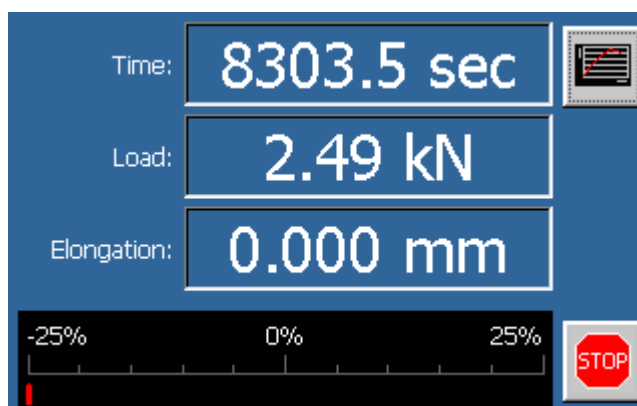 Time: 8303.5 sec
Load: 2.49 kN
Elongation: 0.000 mm
-25% 0% 25%
STOP